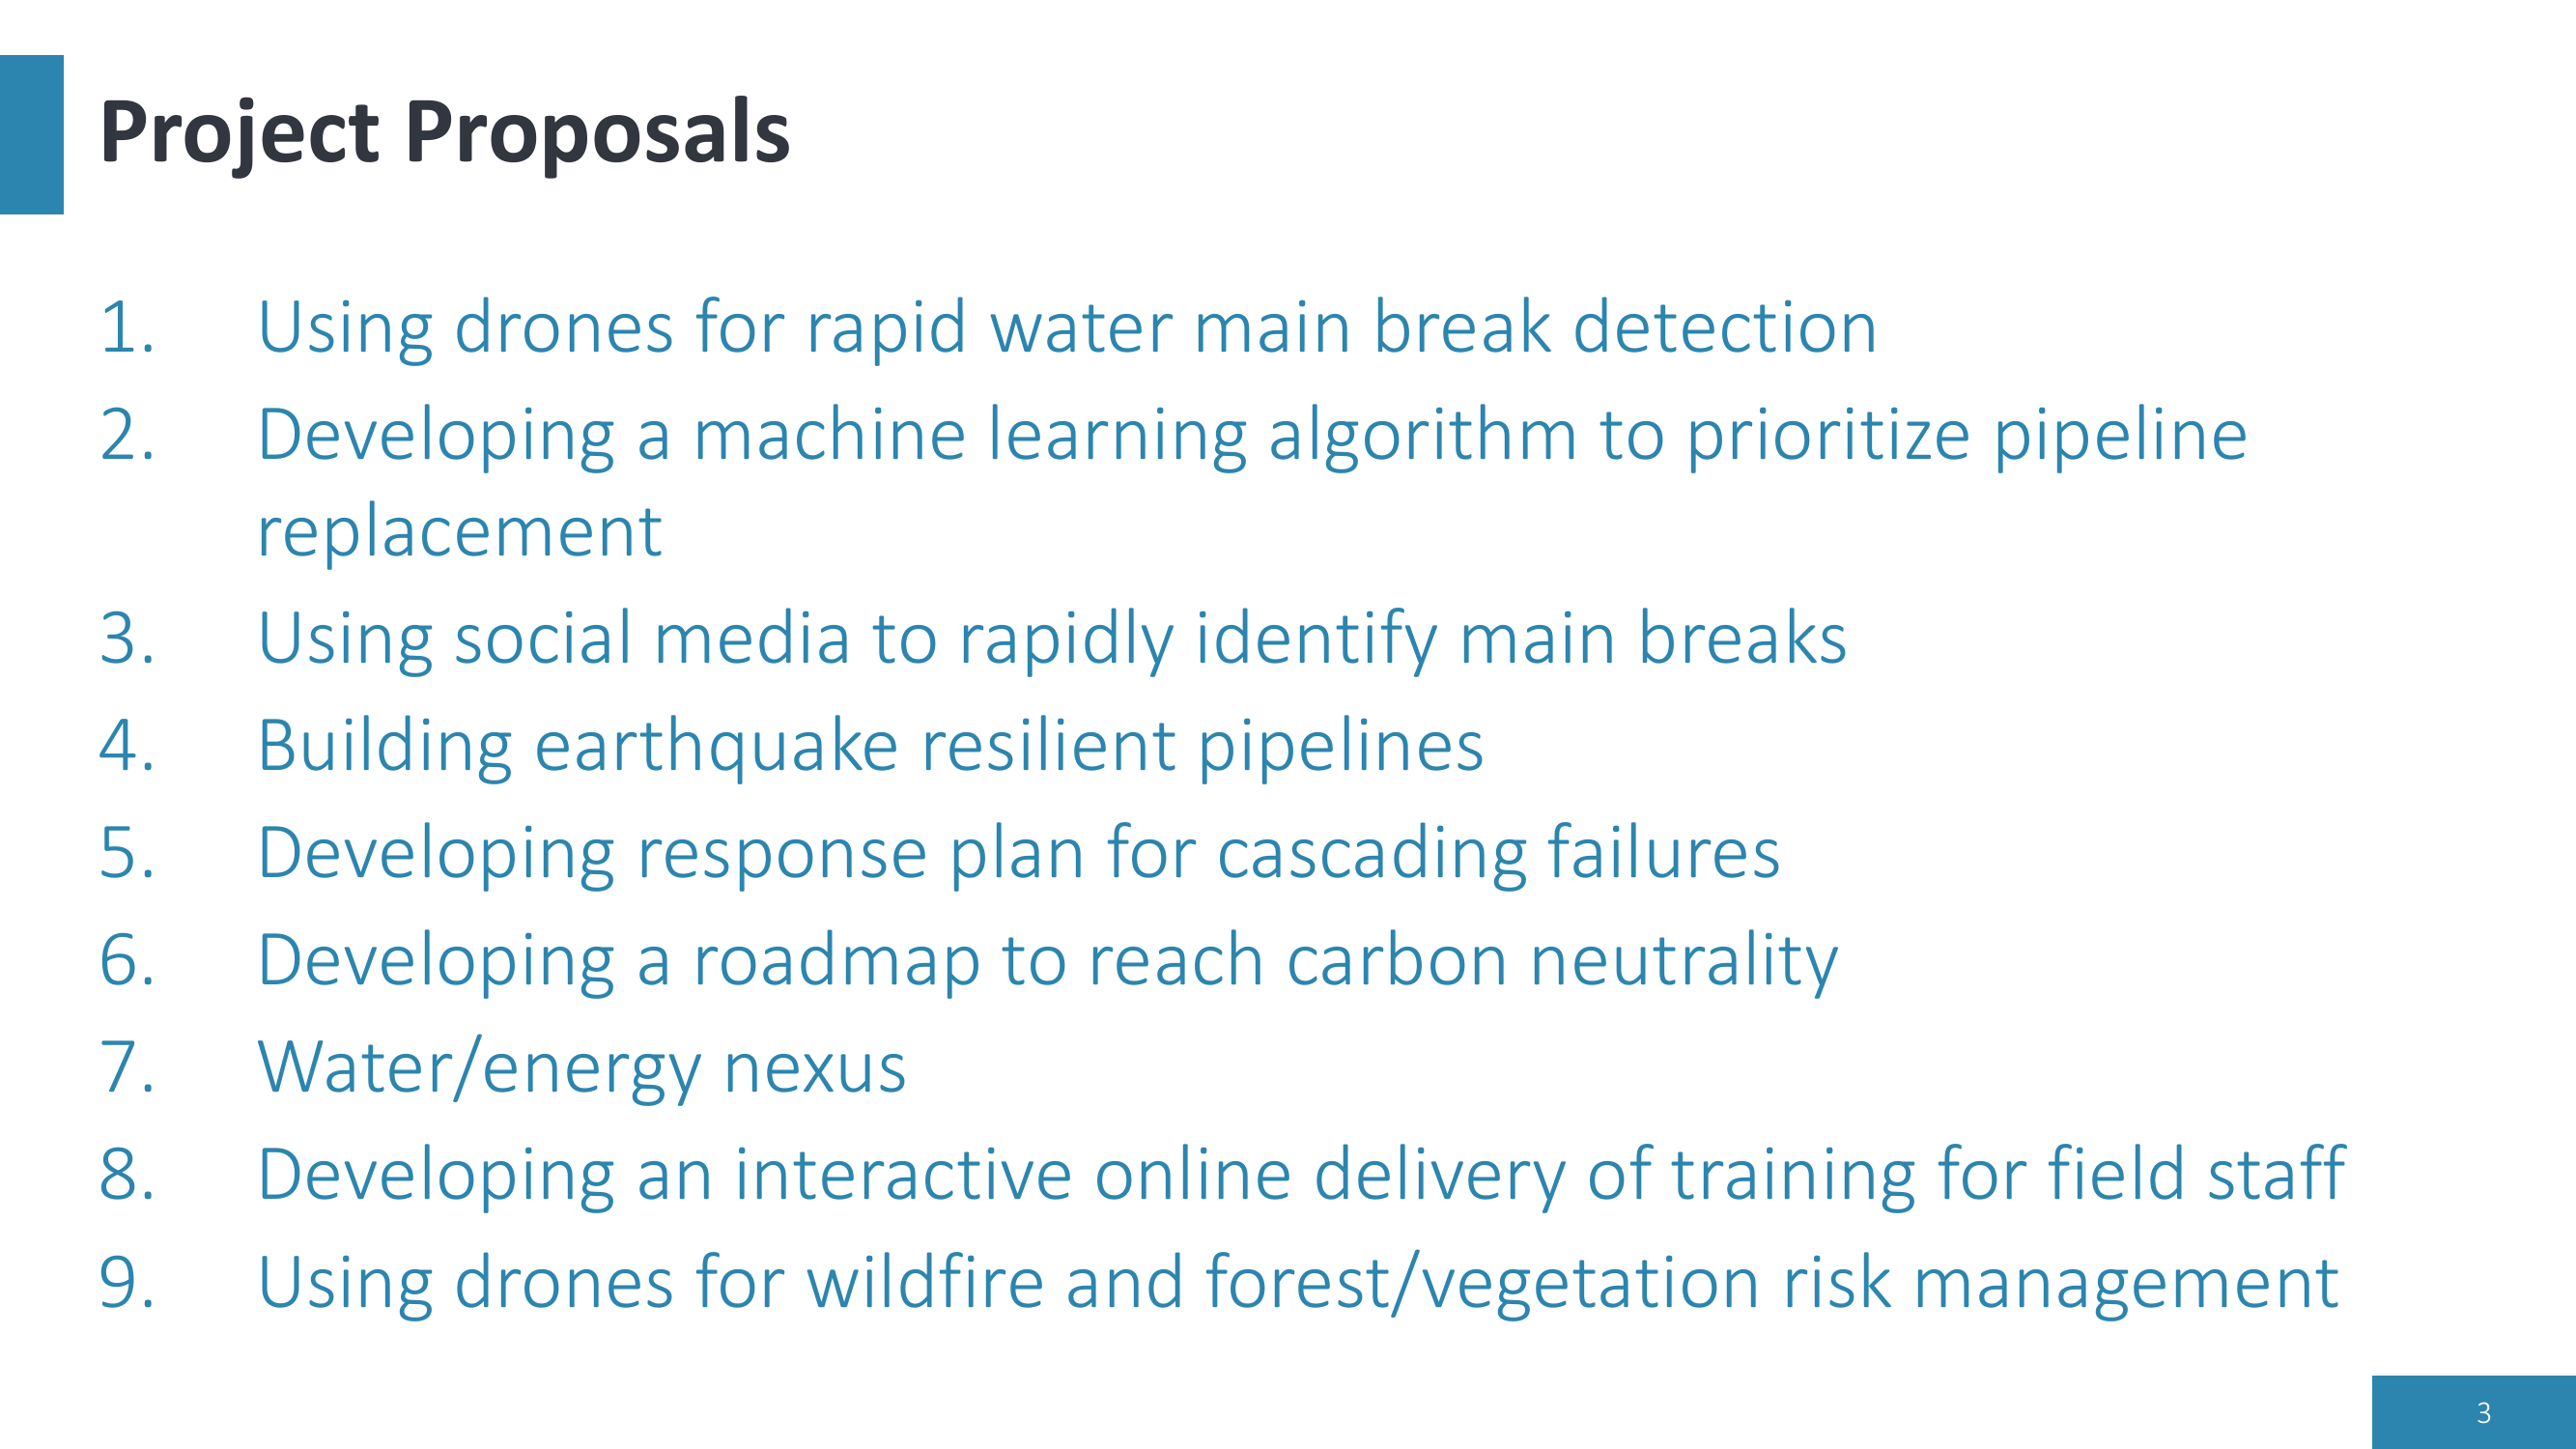 Project Proposals
1. Using drones for rapid water main break detection
2. Developing a machine learning algorithm to prioritize pipeline
replacement
3. Using social media to rapidly identify main breaks
4. Building earthquake resilient pipelines
5. Developing response plan for cascading failures
6. Developing a roadmap to reach carbon neutrality
7. Water/energy nexus
8. Developing an interactive online delivery of training for field staff
9. Using drones for wildfire and forest/vegetation risk management
3